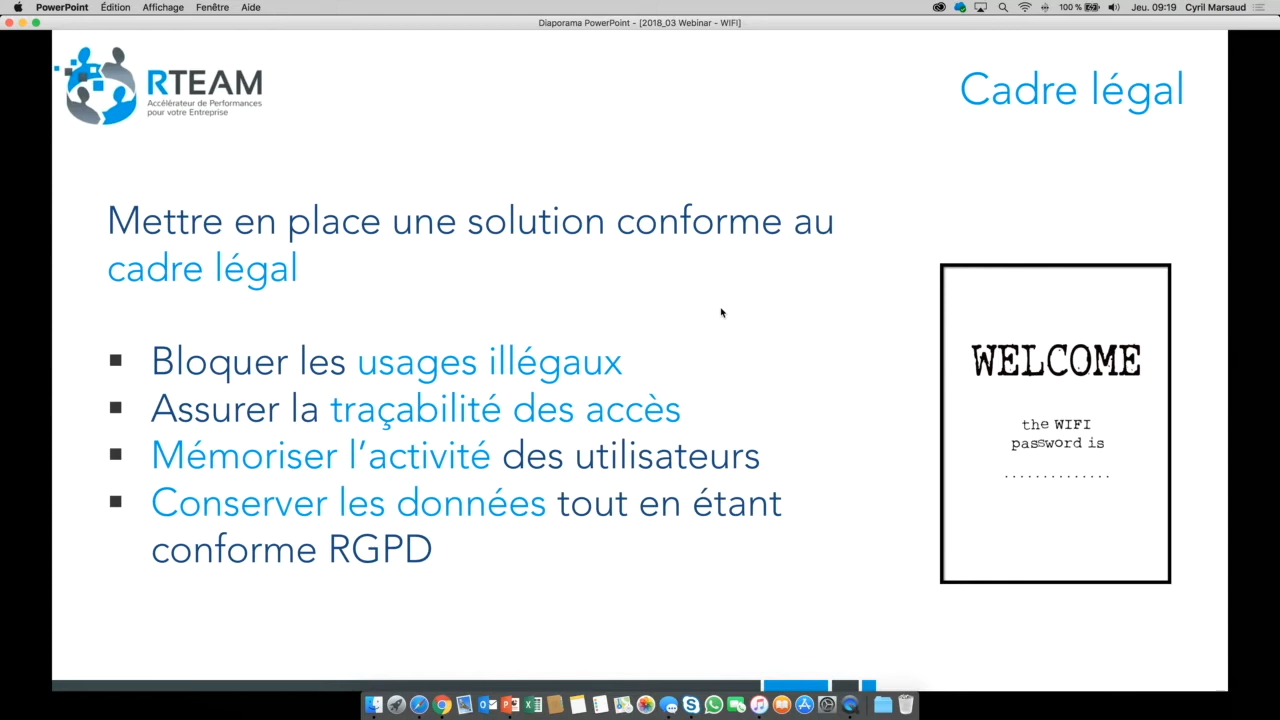 PowerPoint Édition Affichage Fenêtre Aide
100 % Jeu. 09:19 Cyril Marsaud
Diaporama PowerPoint - [2018_03 Webinar - WIFI]
RTEAM
Accélérateur de Performances
pour votre Entreprise
Cadre légal
Mettre en place une solution conforme au
cadre légal
▪ Bloquer les usages illégaux
▪ Assurer la traçabilité des accès
▪ Mémoriser l’activité des utilisateurs
▪ Conserver les données tout en étant
conforme RGPD
WELCOME
the WIFI
password is
..............